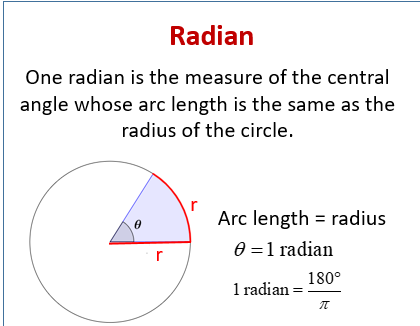 Radian
One radian is the measure of the central
angle whose arc length is the same as the
radius of the circle.
r
θ
Arc length = radius
r
θ = 1 radian
1 radian = 180° / π